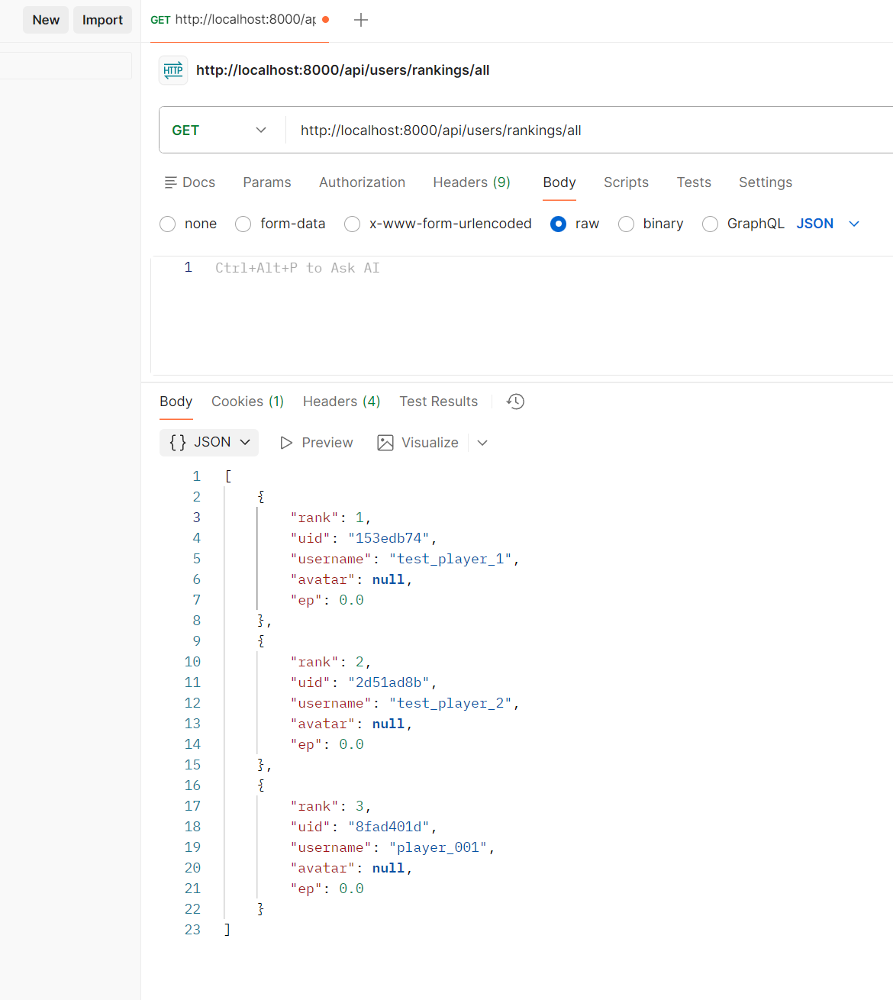 New Import GET http://localhost:8000/ap
HTTP http://localhost:8000/api/users/rankings/all
GET http://localhost:8000/api/users/rankings/all
Docs Params Authorization Headers (9) Body Scripts Tests Settings
none form-data x-www-form-urlencoded raw binary GraphQL JSON
1 Ctrl+Alt+P to Ask AI
Body Cookies (1) Headers (4) Test Results
{} JSON Preview Visualize
1 [
2 {
3 "rank": 1,
4 "uid": "153edb74",
5 "username": "test_player_1",
6 "avatar": null,
7 "ep": 0.0
8 },
9 {
10 "rank": 2,
11 "uid": "2d51ad8b",
12 "username": "test_player_2",
13 "avatar": null,
14 "ep": 0.0
15 },
16 {
17 "rank": 3,
18 "uid": "8fad401d",
19 "username": "player_001",
20 "avatar": null,
21 "ep": 0.0
22 }
23 ]